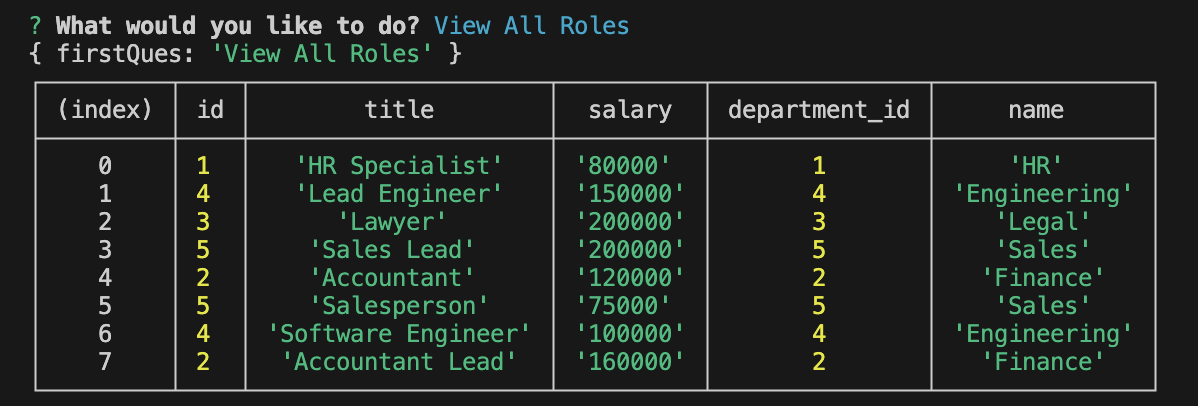 ? What would you like to do? View All Roles
{ firstQues: 'View All Roles' }
(index) id title salary department_id name
0 1 'HR Specialist' '80000' 1 'HR'
1 4 'Lead Engineer' '150000' 4 'Engineering'
2 3 'Lawyer' '200000' 3 'Legal'
3 5 'Sales Lead' '200000' 5 'Sales'
4 2 'Accountant' '120000' 2 'Finance'
5 5 'Salesperson' '75000' 5 'Sales'
6 4 'Software Engineer' '100000' 4 'Engineering'
7 2 'Accountant Lead' '160000' 2 'Finance'